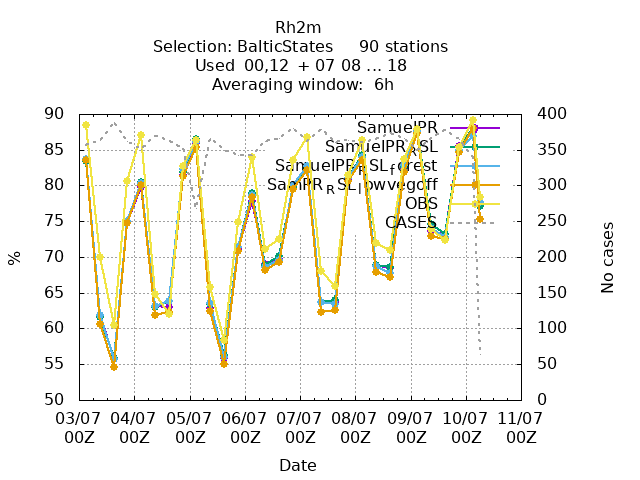 Rh2m
Selection: BalticStates 90 stations
Used 00,12 + 07 08 ... 18
Averaging window: 6h
90
85
80
75
70
65
60
55
50
%
400
350
300
250
200
150
100
50
0
No cases
SamuelPR
SamuelPR_RSL
SamuelPR_RSL_forest
SamPR_RSL_lowvegoff
OBS
CASES
03/07 04/07 05/07 06/07 07/07 08/07 09/07 10/07 11/07
00Z 00Z 00Z 00Z 00Z 00Z 00Z 00Z 00Z
Date